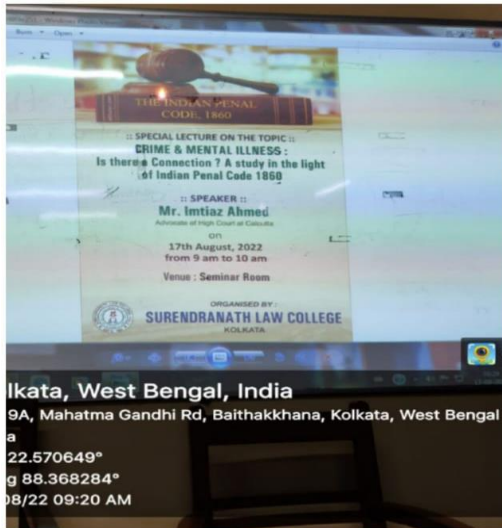 THE INDIAN PENAL
CODE, 1860
:: SPECIAL LECTURE ON THE TOPIC ::
CRIME & MENTAL ILLNESS :
Is there a Connection ? A study in the light
of Indian Penal Code 1860
:: SPEAKER ::
Mr. Imtiaz Ahmed
Advocate of High Court at Calcutta
on
17th August, 2022
from 9 am to 10 am
Venue : Seminar Room
ORGANISED BY :
SURENDRANATH LAW COLLEGE
KOLKATA
lkata, West Bengal, India
9A, Mahatma Gandhi Rd, Baithakkhana, Kolkata, West Bengal
a
22.570649°
g 88.368284°
08/22 09:20 AM